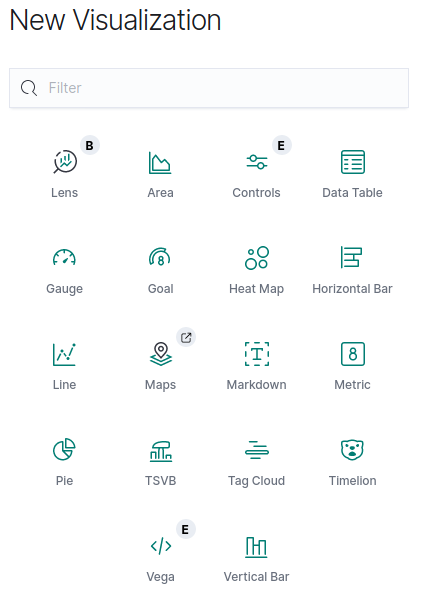 New Visualization
Filter
B
E
Lens
Area
Controls
Data Table
8
Gauge
Goal
Heat Map
Horizontal Bar
T
8
Line
Maps
Markdown
Metric
Pie
TSVB
Tag Cloud
Timelion
E
</>
Vega
Vertical Bar